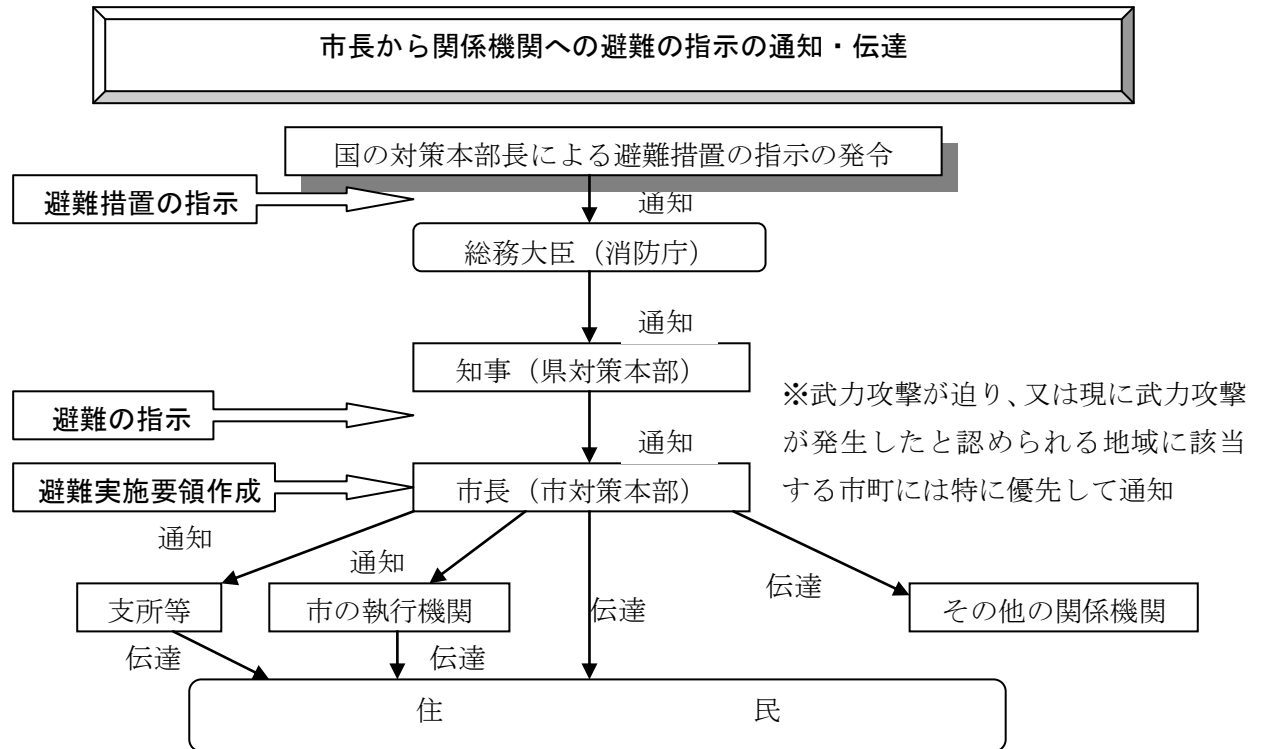 市長から関係機関への避難の指示の通知・伝達
国の対策本部長による避難措置の指示の発令
避難措置の指示
通知
総務大臣（消防庁）
通知
知事（県対策本部）
※武力攻撃が迫り、又は現に武力攻撃
が発生したと認められる地域に該当
する市町には特に優先して通知
避難の指示
通知
避難実施要領作成
市長（市対策本部）
通知
通知
伝達
伝達
支所等
市の執行機関
その他の関係機関
伝達
伝達
住　　　　民